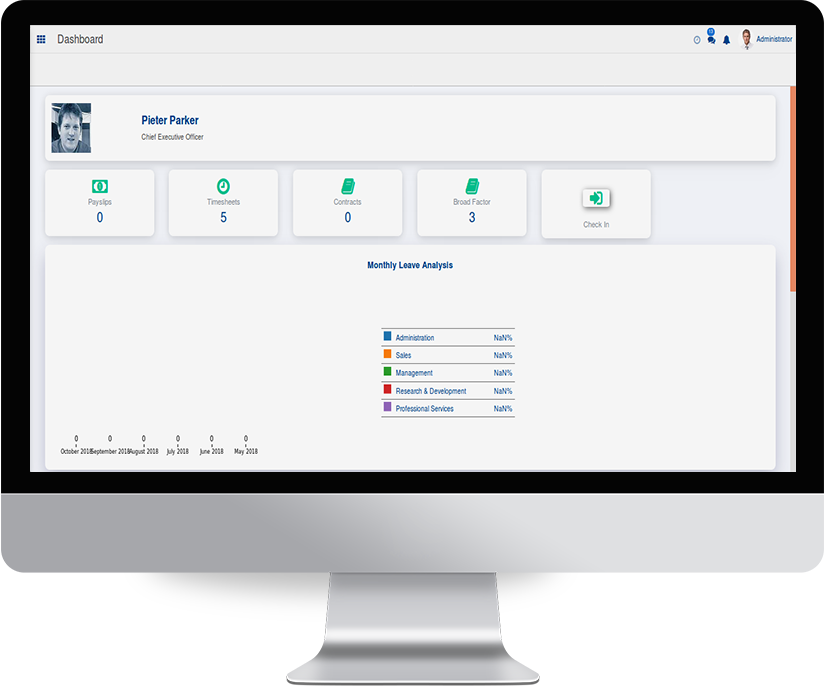 Dashboard
Administrator
Pieter Parker
Chief Executive Officer
Payslips
0
Timesheets
5
Contracts
0
Broad Factor
3
Check In
Monthly Leave Analysis
Administration NaN%
Sales NaN%
Management NaN%
Research & Development NaN%
Professional Services NaN%
0 0 0 0 0 0
October 2018 September 2018 August 2018 July 2018 June 2018 May 2018